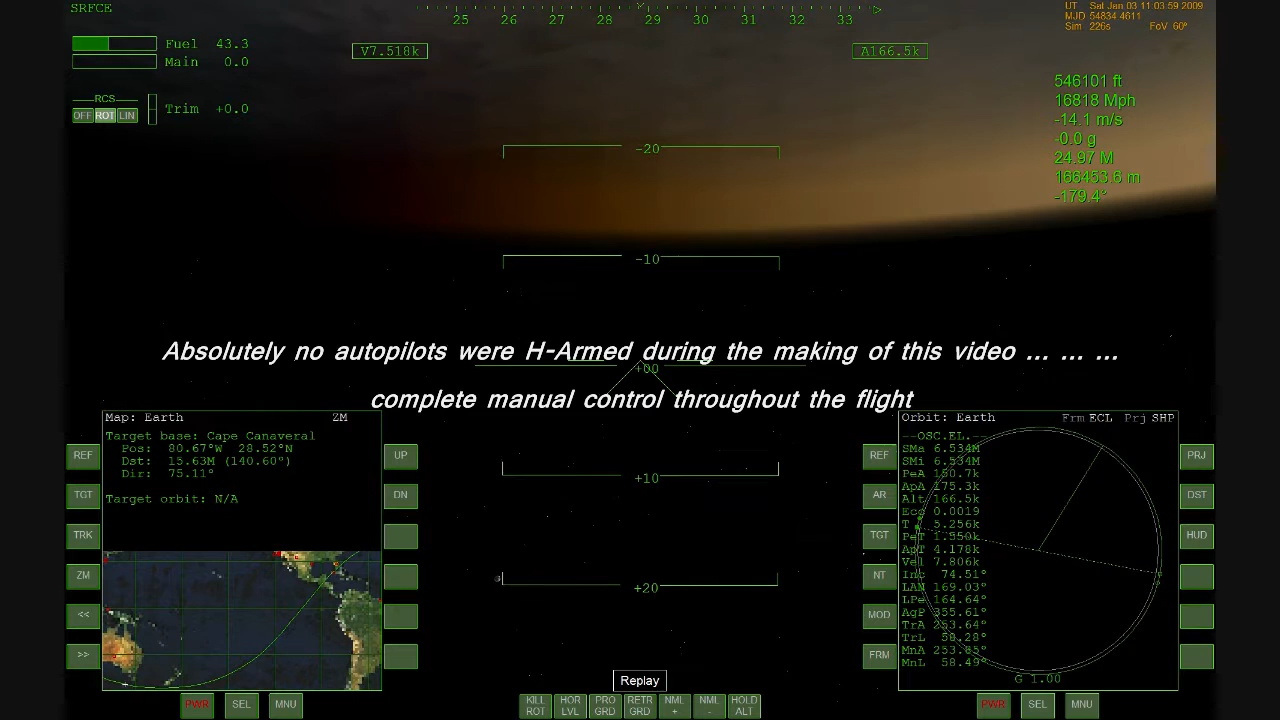 SRFCE
25 26 27 28 29 30 31 32 33
UT Sat Jan 03 11:03:59 2009
MJD 54834.4611
Sim 226s FoV 60°
Fuel 43.3
Main 0.0
V7.518k
A166.5k
RCS
OFF ROT LIN
Trim +0.0
546101 ft
16818 Mph
-14.1 m/s
-0.0 g
24.97 M
166453.6 m
-179.4°
-20
-10
Absolutely no autopilots were H-Armed during the making of this video ... ... ...
+00
complete manual control throughout the flight
+10
+20
Map: Earth ZM
Target base: Cape Canaveral
Pos: 80.67°W 28.52°N
Dst: 15.63M (140.60°)
Dir: 75.11°
Target orbit: N/A
REF
TGT
TRK
ZM
<<
>>
UP
DN
PWR SEL MNU
Orbit: Earth Frm ECL Prj SHP
--OSC.EL.--
SMa 6.534M
SMi 6.534M
PeA 150.7k
ApA 175.3k
Alt 166.5k
Ecc 0.0019
T 5.256k
PeT 1.550k
ApT 4.178k
Vel 7.806k
Inc 74.51°
LAN 169.03°
LPe 164.64°
AgP 355.61°
TrA 253.64°
TrL 58.28°
MnA 253.85°
MnL 58.49°
G 1.00
REF
AR
TGT
NT
MOD
FRM
PRJ
DST
HUD
PWR SEL MNU
Replay
KILL ROT
HOR LVL
PRO GRD
RETR GRD
NML +
NML -
HOLD ALT